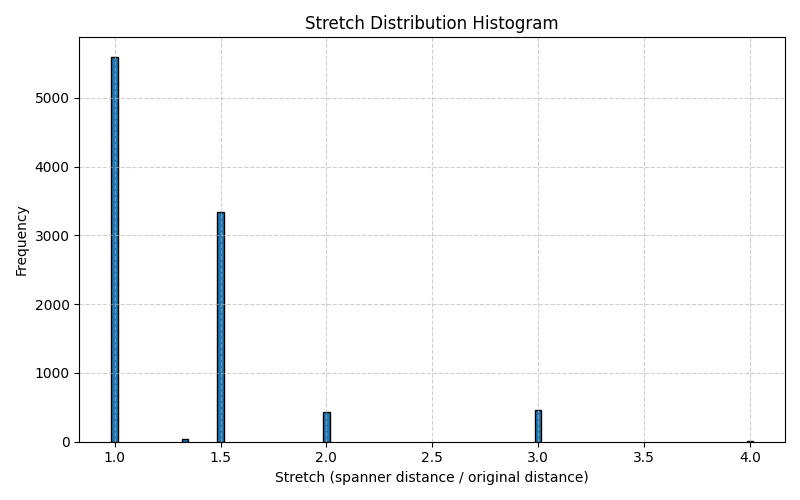 Stretch Distribution Histogram
Frequency
5000
4000
3000
2000
1000
0
1.0 1.5 2.0 2.5 3.0 3.5 4.0
Stretch (spanner distance / original distance)